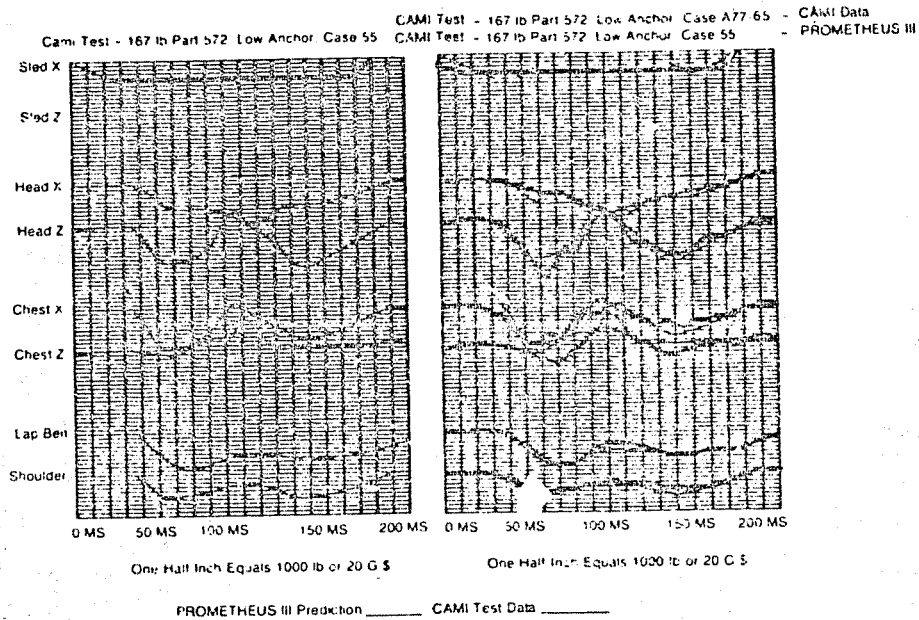 CAMI Test - 167 lb Part 572 Low Anchor Case A77-65 - CAMI Data
Cami Test - 167 lb Part 572 Low Anchor Case 55
CAMI Test - 167 lb Part 572 Low Anchor Case 55 - PROMETHEUS III
Sled X
Sled Z
Head X
Head Z
Chest X
Chest Z
Lap Belt
Shoulder
0 MS 50 MS 100 MS 150 MS 200 MS
0 MS 50 MS 100 MS 150 MS 200 MS
One Half Inch Equals 1000 lb or 20 G $
One Half Inch Equals 1000 lb or 20 G $
PROMETHEUS III Prediction ______ CAMI Test Data ______